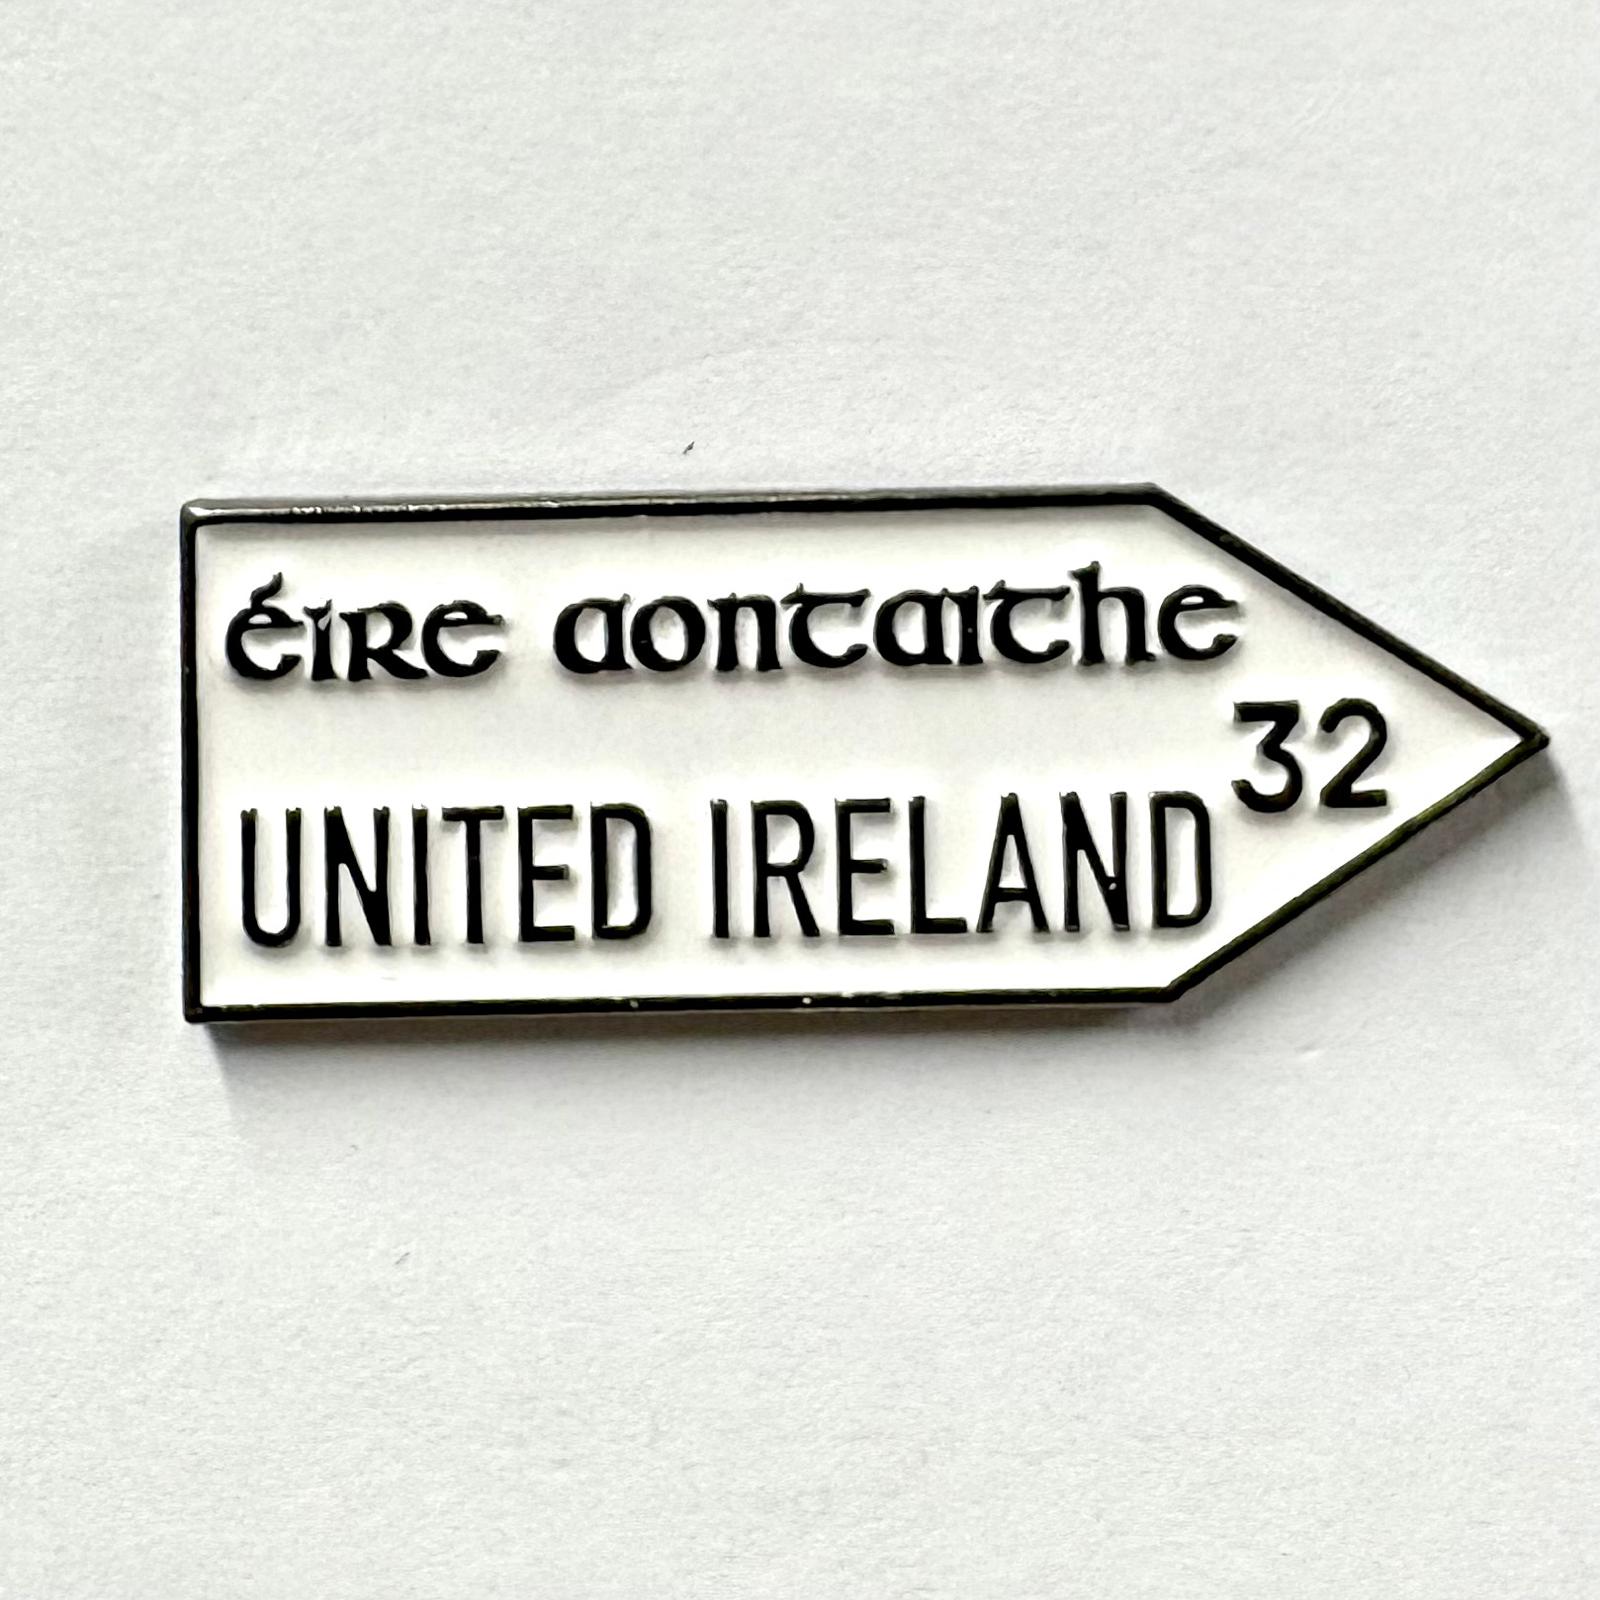 éire aontaithe
32
UNITED IRELAND